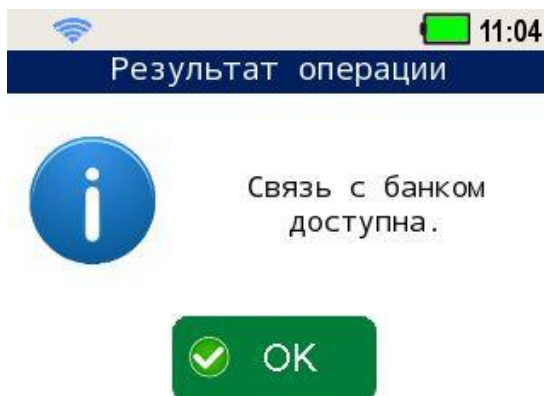 11:04
Результат операции
Связь с банком
доступна.
OK